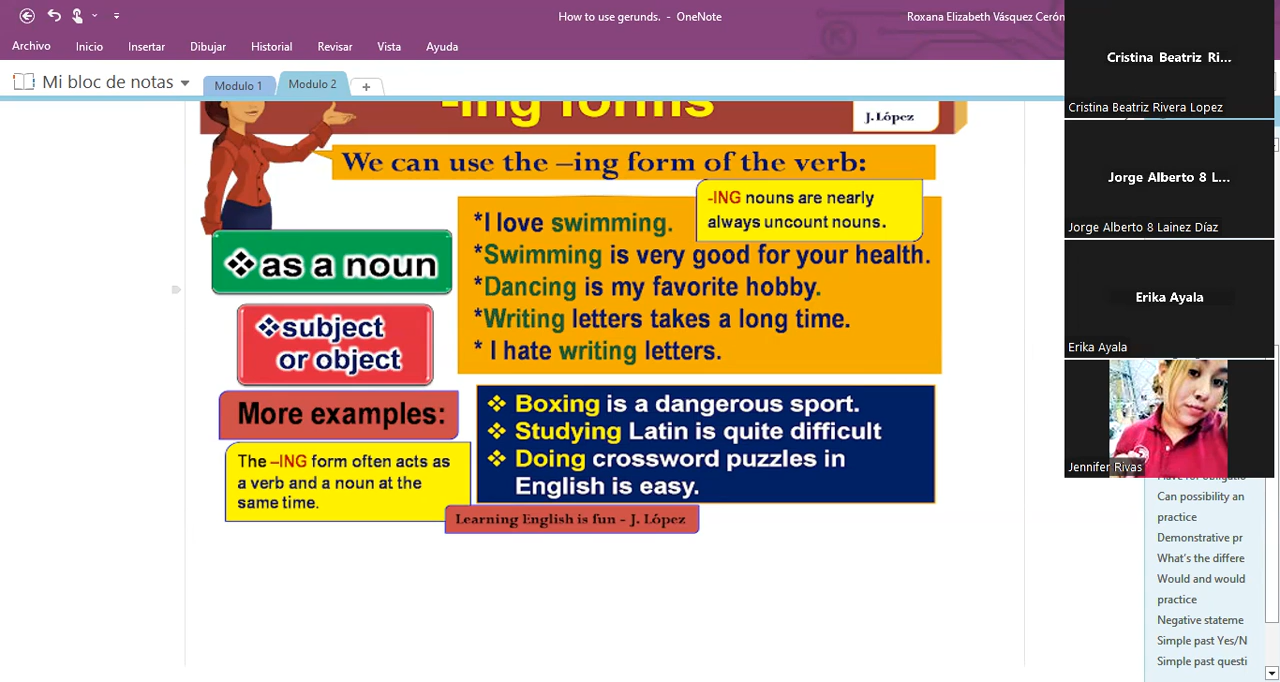 How to use gerunds. - OneNote
Roxana Elizabeth Vásquez Cerón
Archivo Inicio Insertar Dibujar Historial Revisar Vista Ayuda
Mi bloc de notas
Modulo 1
Modulo 2
+
-ing forms
J. López
We can use the –ing form of the verb:
-ING nouns are nearly
always uncount nouns.
❖as a noun
❖subject
or object
*I love swimming.
*Swimming is very good for your health.
*Dancing is my favorite hobby.
*Writing letters takes a long time.
* I hate writing letters.
More examples:
The –ING form often acts as
a verb and a noun at the
same time.
❖ Boxing is a dangerous sport.
❖ Studying Latin is quite difficult
❖ Doing crossword puzzles in
English is easy.
Learning English is fun - J. López
Cristina Beatriz Ri...
Cristina Beatriz Rivera Lopez
Jorge Alberto 8 L...
Jorge Alberto 8 Lainez Díaz
Erika Ayala
Erika Ayala
Jennifer Rivas
Can possibility an
practice
Demonstrative pr
What's the differe
Would and would
practice
Negative stateme
Simple past Yes/N
Simple past questi